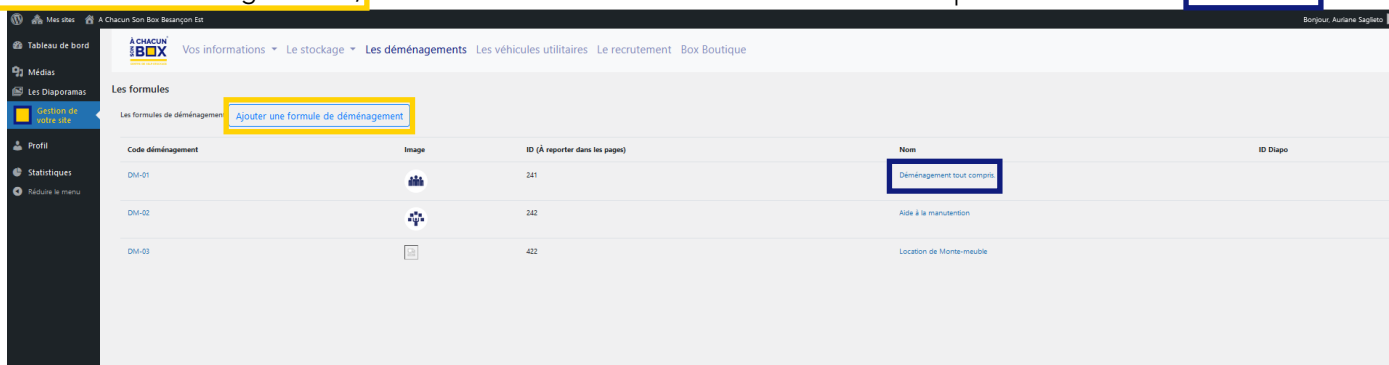 Mes sites A Chacun Son Box Besançon Est Bonjour, Auriane Saglieto
Tableau de bord
Médias
Les Diaporamas
Gestion de
votre site
Profil
Statistiques
Réduire le menu
À CHACUN
SON BOX
Vos informations Le stockage Les déménagements Les véhicules utilitaires Le recrutement Box Boutique
Les formules
Les formules de déménagement Ajouter une formule de déménagement
Code déménagement Image ID (À reporter dans les pages) Nom ID Diapo
DM-01 241 Déménagement tout compris.
DM-02 242 Aide à la manutention
DM-03 422 Location de Monte-meuble